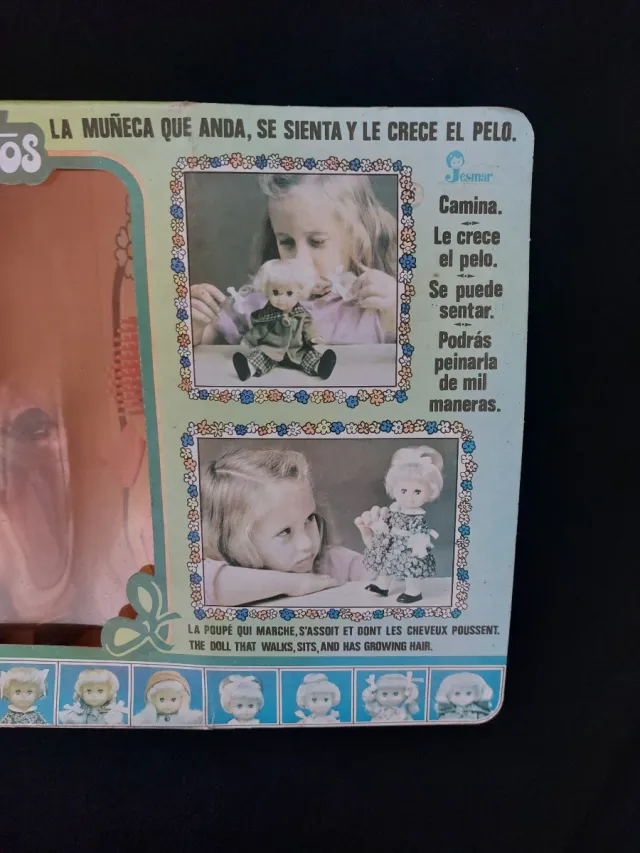 LA MUÑECA QUE ANDA, SE SIENTA Y LE CRECE EL PELO.
OS
Jesmar
Camina.
Le crece
el pelo.
Se puede
sentar.
Podrás
peinarla
de mil
maneras.
LA POUPÉ QUI MARCHE, S'ASSOIT ET DONT LES CHEVEUX POUSSENT.
THE DOLL THAT WALKS, SITS, AND HAS GROWING HAIR.